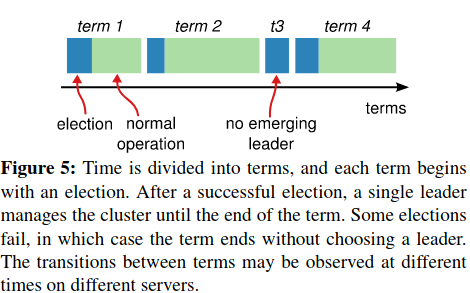 term 1 term 2 t3 term 4
terms
election normal operation no emerging leader
Figure 5: Time is divided into terms, and each term begins
with an election. After a successful election, a single leader
manages the cluster until the end of the term. Some elections
fail, in which case the term ends without choosing a leader.
The transitions between terms may be observed at different
times on different servers.